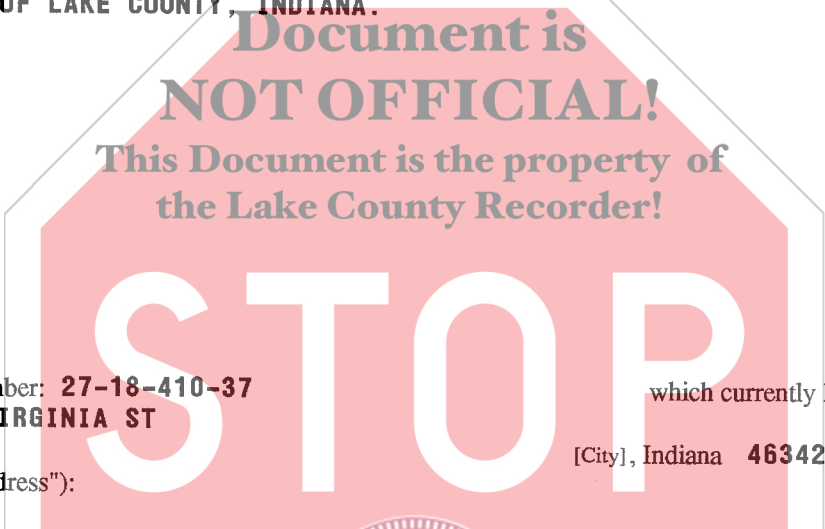 OF LAKE COUNTY, INDIANA.
Document is
NOT OFFICIAL!
This Document is the property of
the Lake County Recorder!
STOP
ber: 27-18-410-37
which currently
IRGINIA ST
[City], Indiana 46342
dress"):